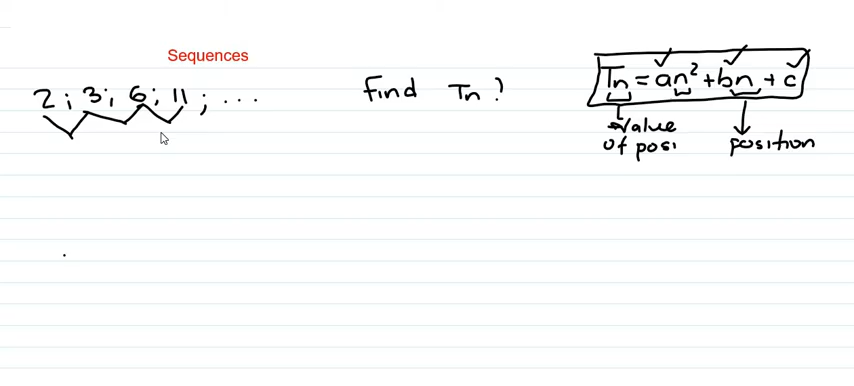 Sequences
2 ; 3 ; 6 ; 11 ; ...
Find Tn ?
Tn = an² + bn + c
Value
of posi
position